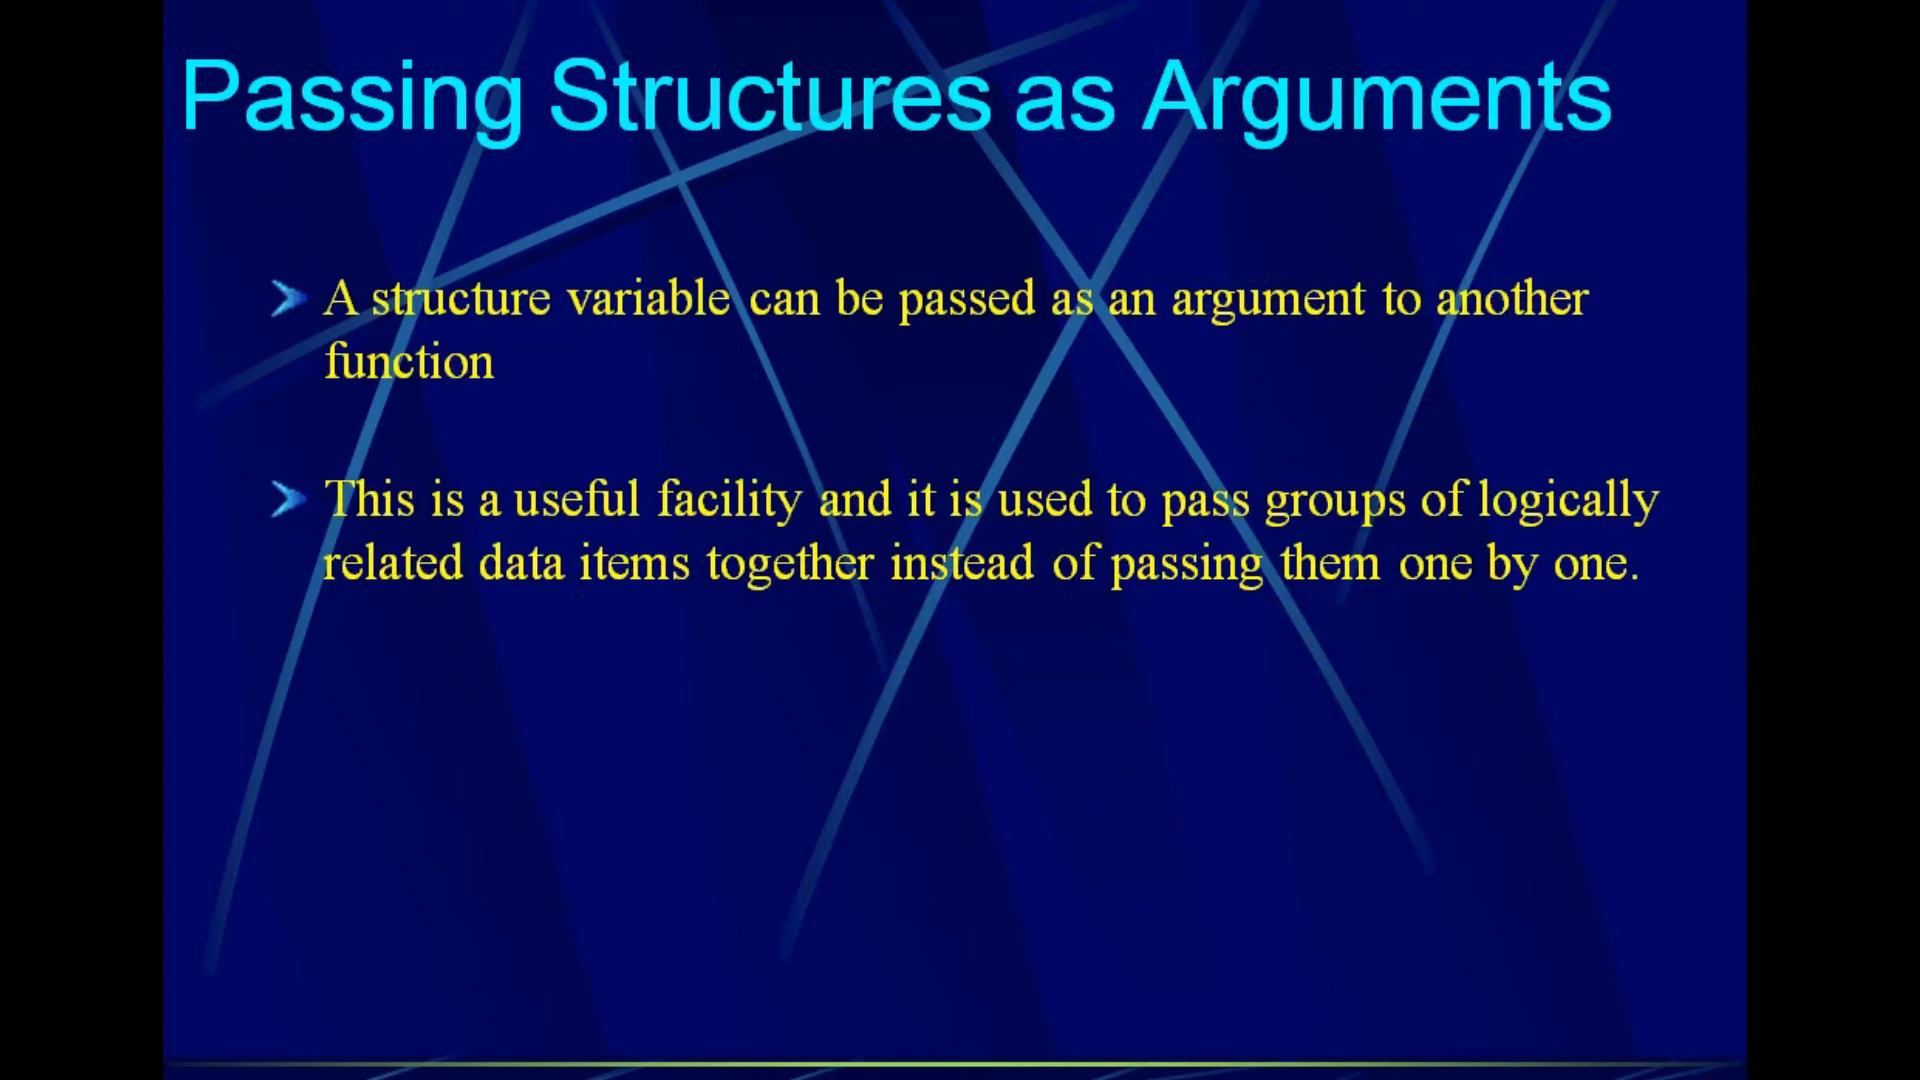 Passing Structures as Arguments
A structure variable can be passed as an argument to another
function
This is a useful facility and it is used to pass groups of logically
related data items together instead of passing them one by one.